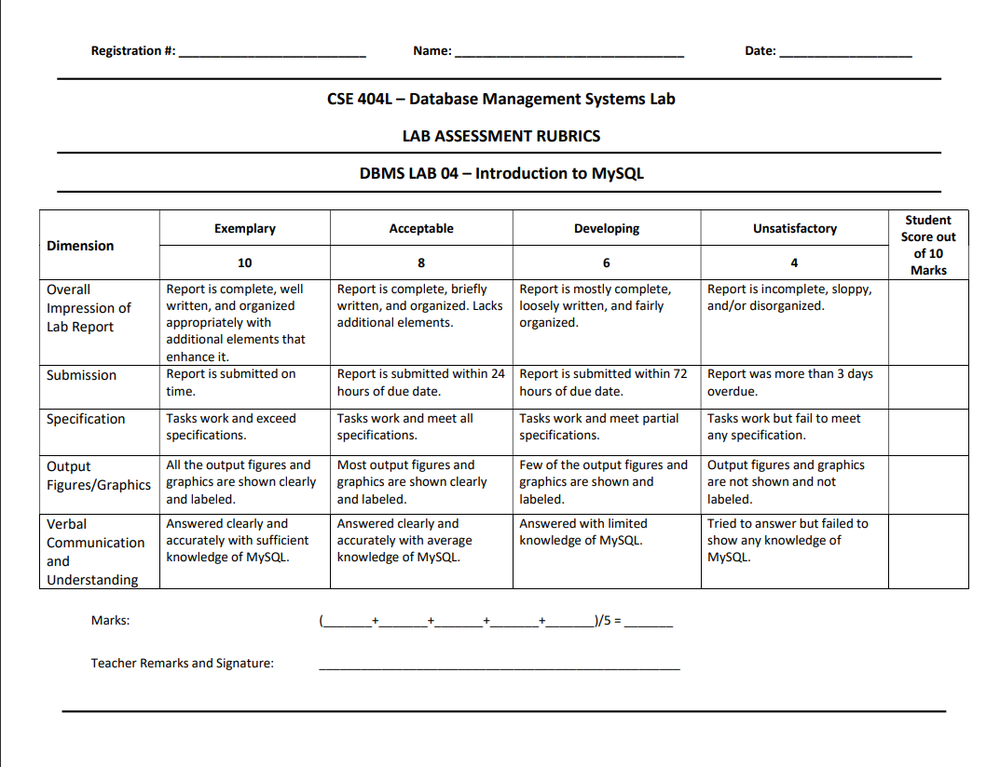 Registration #: ___________________________ Name: _________________________________ Date: ___________________
CSE 404L – Database Management Systems Lab
LAB ASSESSMENT RUBRICS
DBMS LAB 04 – Introduction to MySQL
Dimension
Exemplary
Acceptable
Developing
Unsatisfactory
Student
Score out
of 10
Marks
10
8
6
4
Overall
Impression of
Lab Report
Report is complete, well
written, and organized
appropriately with
additional elements that
enhance it.
Report is complete, briefly
written, and organized. Lacks
additional elements.
Report is mostly complete,
loosely written, and fairly
organized.
Report is incomplete, sloppy,
and/or disorganized.
Submission
Report is submitted on
time.
Report is submitted within 24
hours of due date.
Report is submitted within 72
hours of due date.
Report was more than 3 days
overdue.
Specification
Tasks work and exceed
specifications.
Tasks work and meet all
specifications.
Tasks work and meet partial
specifications.
Tasks work but fail to meet
any specification.
Output
Figures/Graphics
All the output figures and
graphics are shown clearly
and labeled.
Most output figures and
graphics are shown clearly
and labeled.
Few of the output figures and
graphics are shown and
labeled.
Output figures and graphics
are not shown and not
labeled.
Verbal
Communication
and
Understanding
Answered clearly and
accurately with sufficient
knowledge of MySQL.
Answered clearly and
accurately with average
knowledge of MySQL.
Answered with limited
knowledge of MySQL.
Tried to answer but failed to
show any knowledge of
MySQL.
Marks: (_______+_______+_______+_______+_______)/5 = _______
Teacher Remarks and Signature: ____________________________________________________